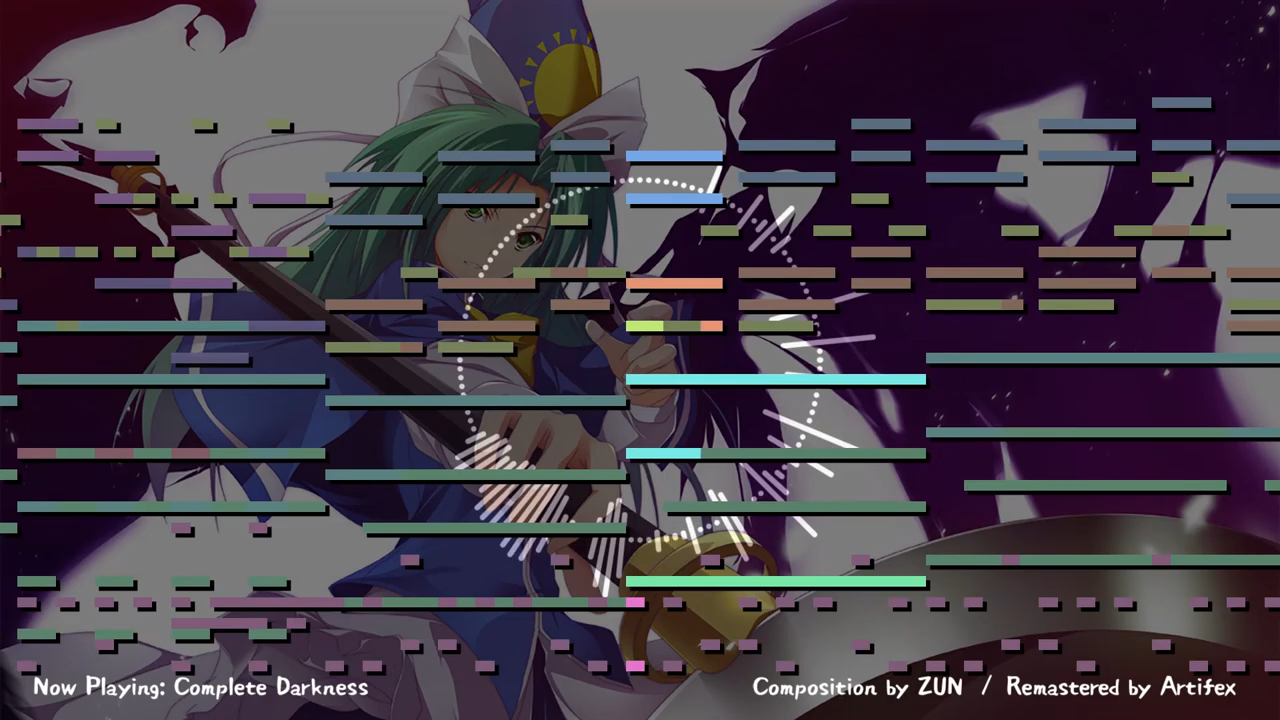 Now Playing: Complete Darkness
Composition by ZUN / Remastered by Artifex